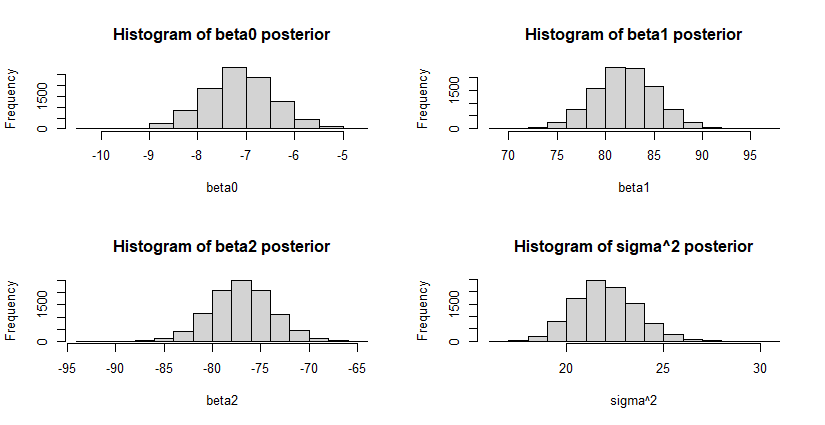 Histogram of beta0 posterior
Frequency
0 1500
-10 -9 -8 -7 -6 -5
beta0
Histogram of beta1 posterior
Frequency
0 1500
70 75 80 85 90 95
beta1
Histogram of beta2 posterior
Frequency
0 1500
-95 -90 -85 -80 -75 -70 -65
beta2
Histogram of sigma^2 posterior
Frequency
0 1500
20 25 30
sigma^2